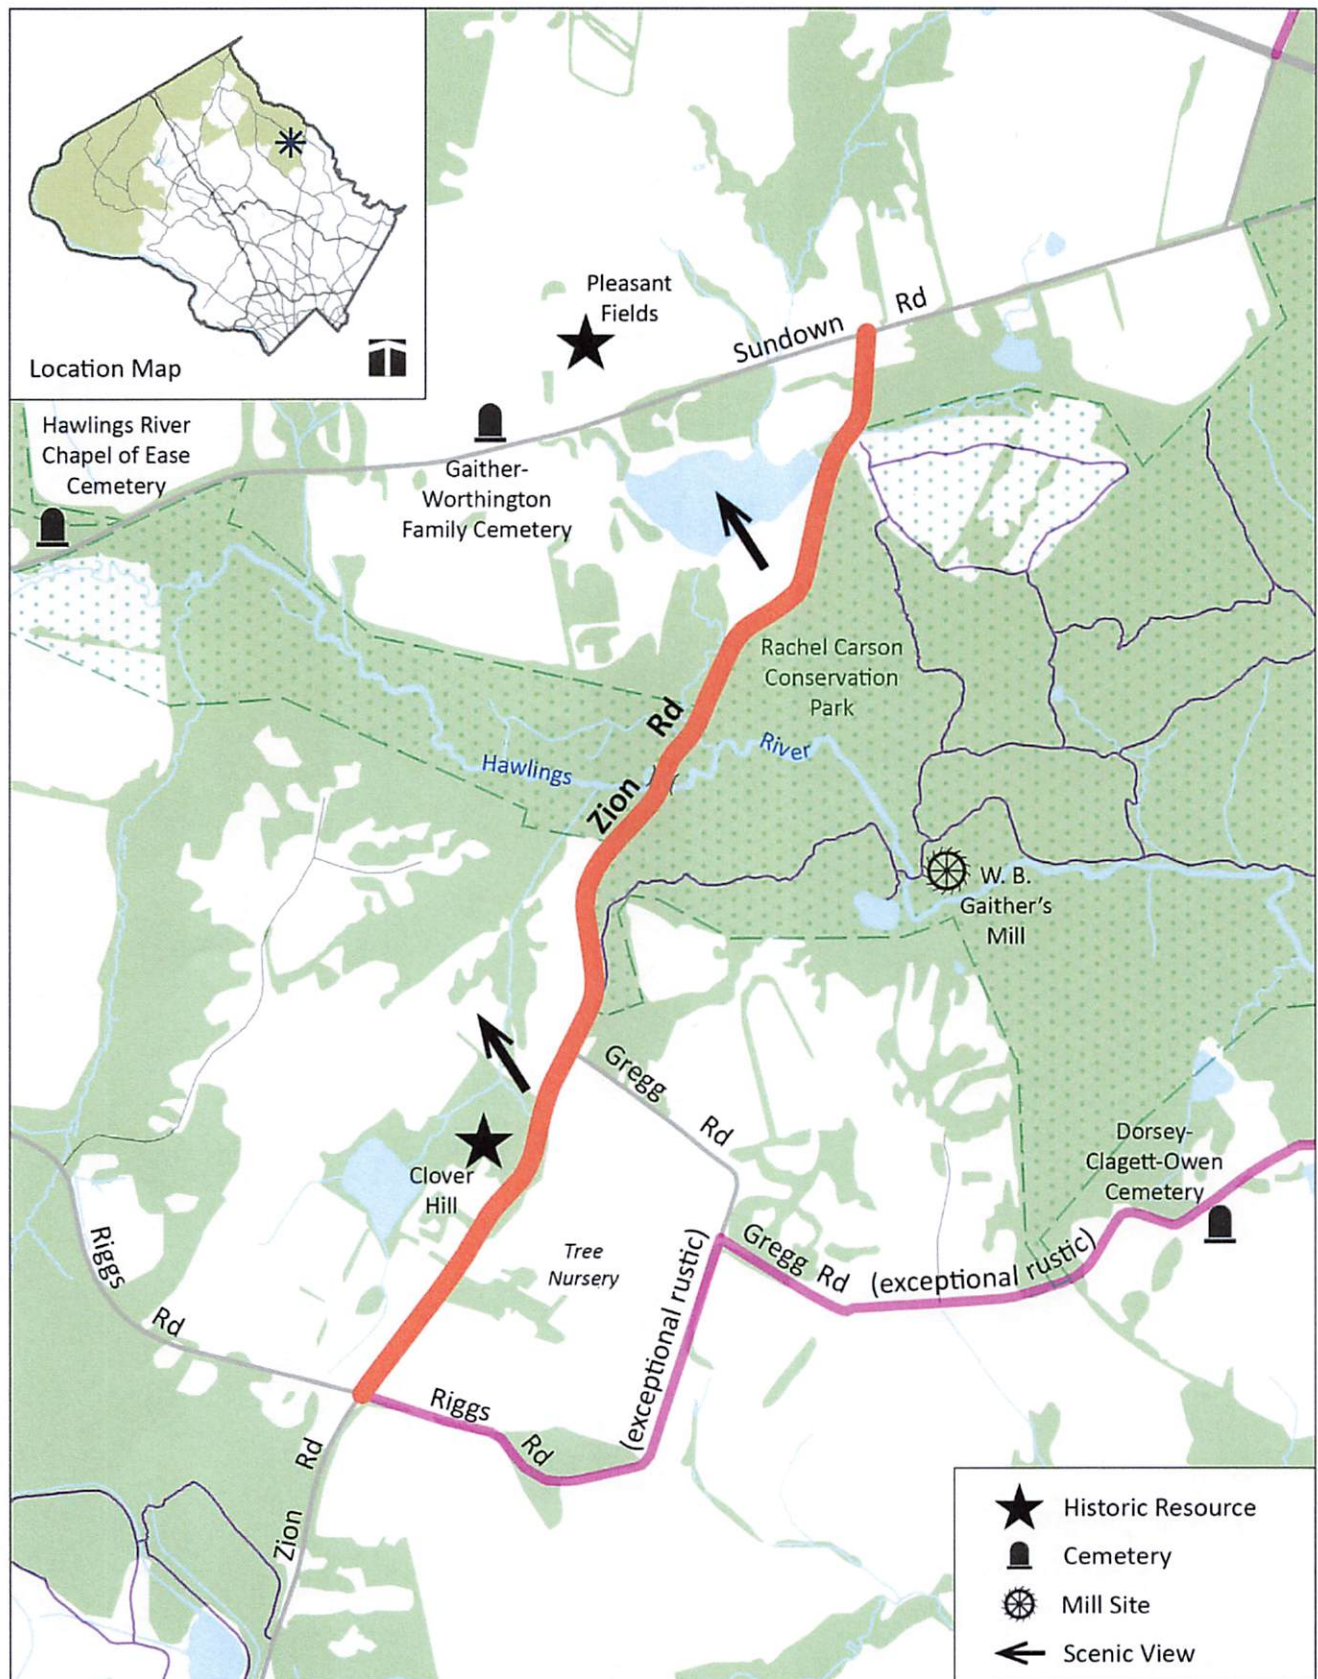 Location Map
Pleasant
Fields
Sundown Rd
Hawlings River
Chapel of Ease
Cemetery
Gaither-
Worthington
Family Cemetery
Rachel Carson
Conservation
Park
Zion Rd
Hawlings River
W. B.
Gaither's
Mill
Gregg Rd
Clover
Hill
Dorsey-
Clagett-Owen
Cemetery
Riggs Rd
Tree
Nursery
(exceptional rustic)
Gregg Rd (exceptional rustic)
Riggs Rd
Zion Rd
Historic Resource
Cemetery
Mill Site
Scenic View